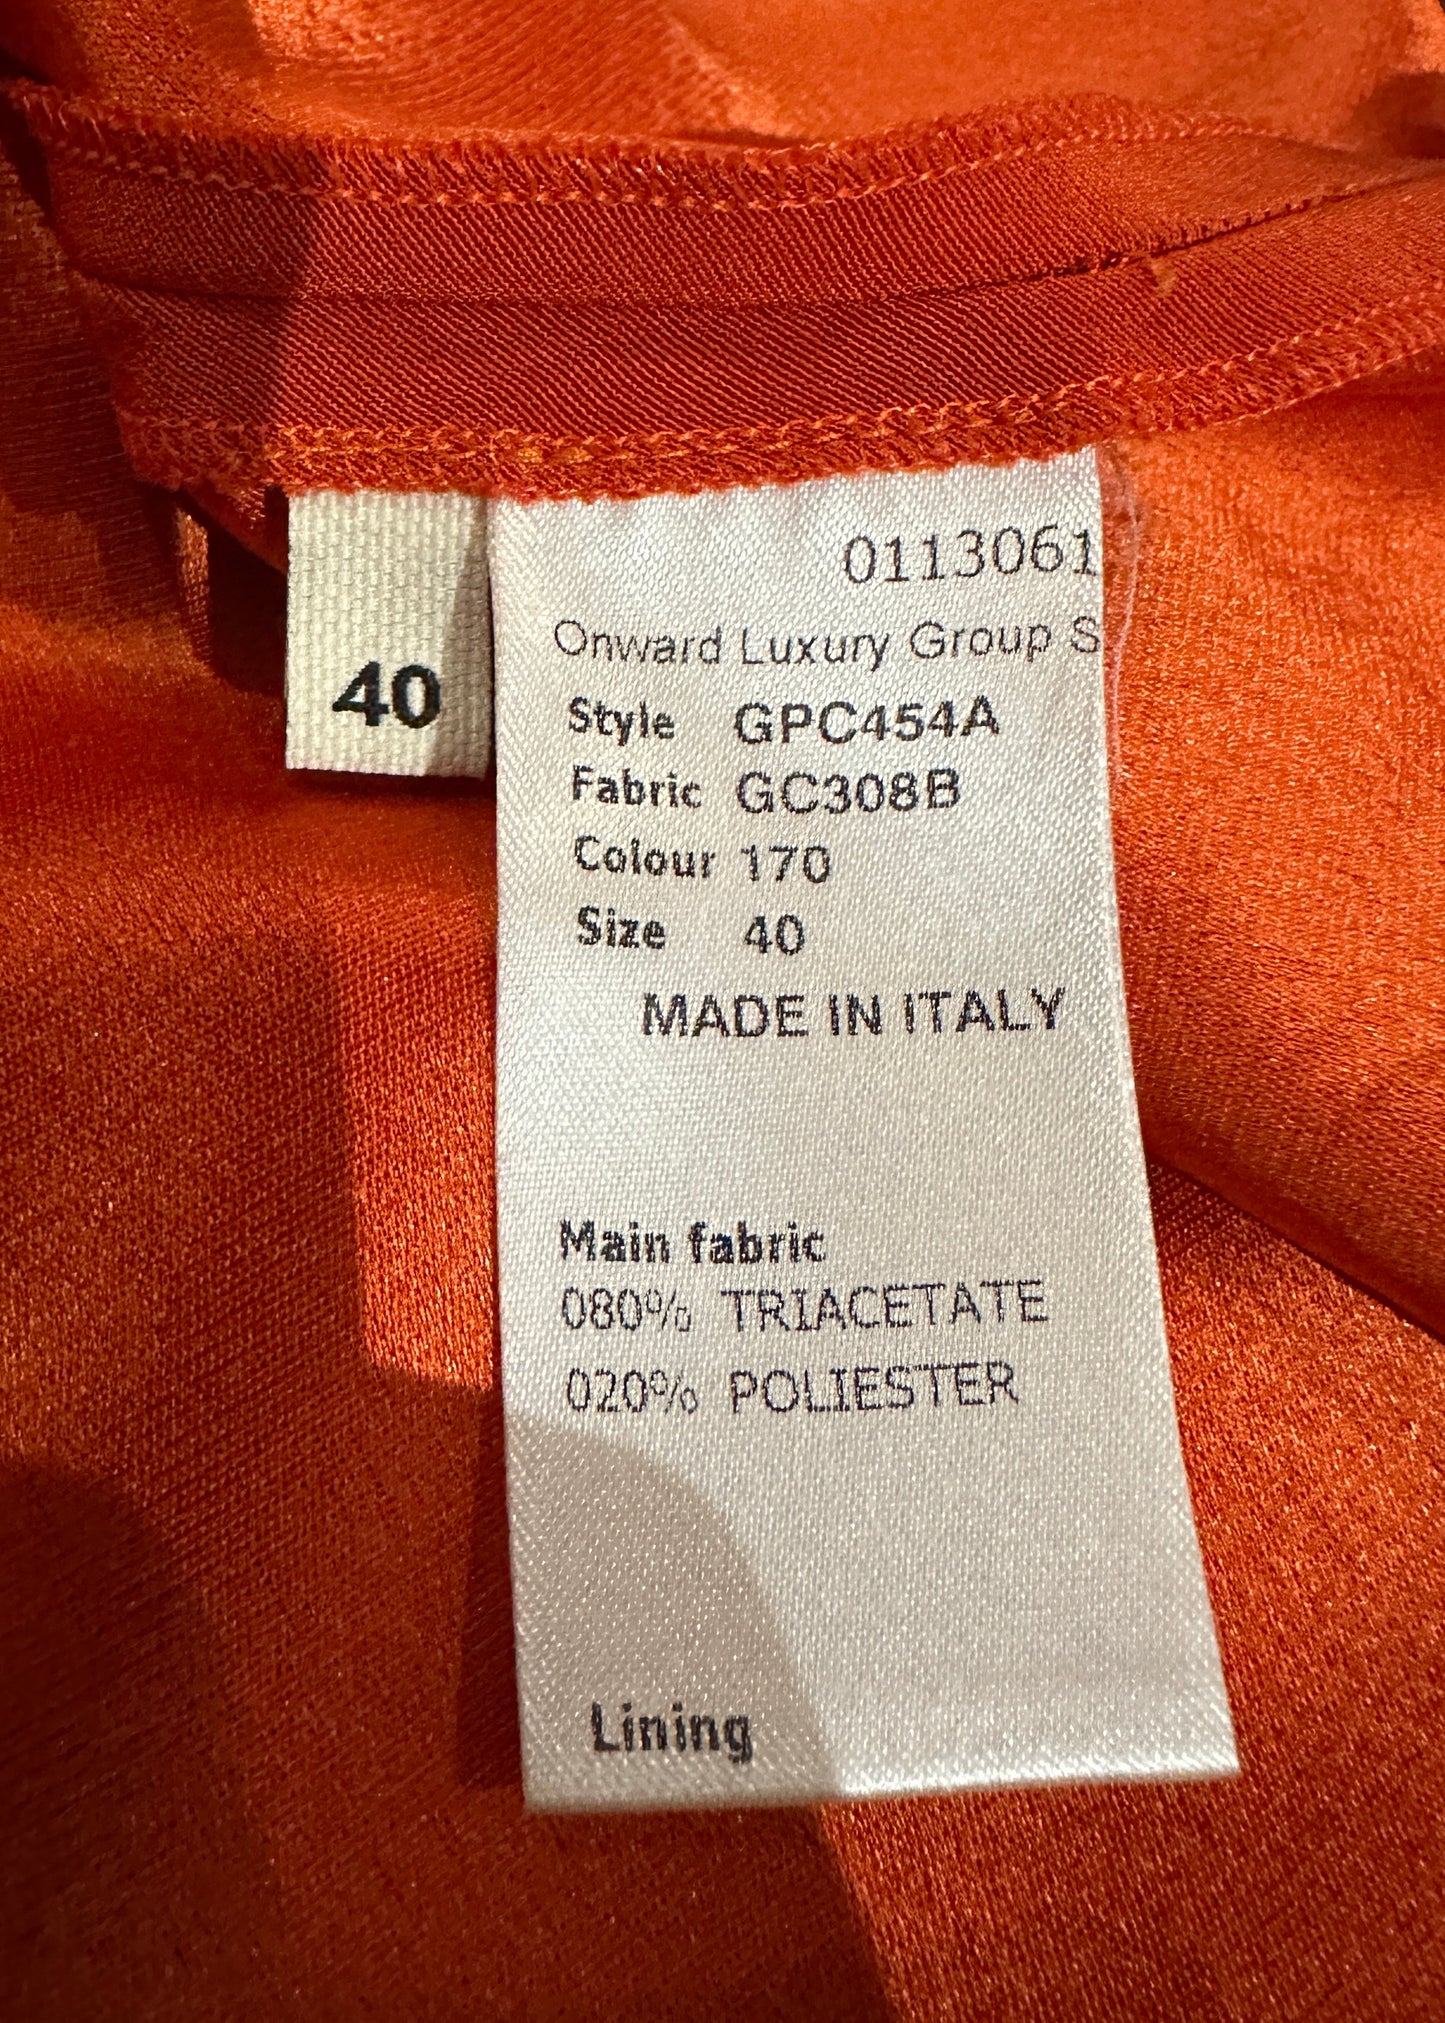 40
0113061
Onward Luxury Group S
Style GPC454A
Fabric GC308B
Colour 170
Size 40
MADE IN ITALY
Main fabric
080% TRIACETATE
020% POLIESTER
Lining